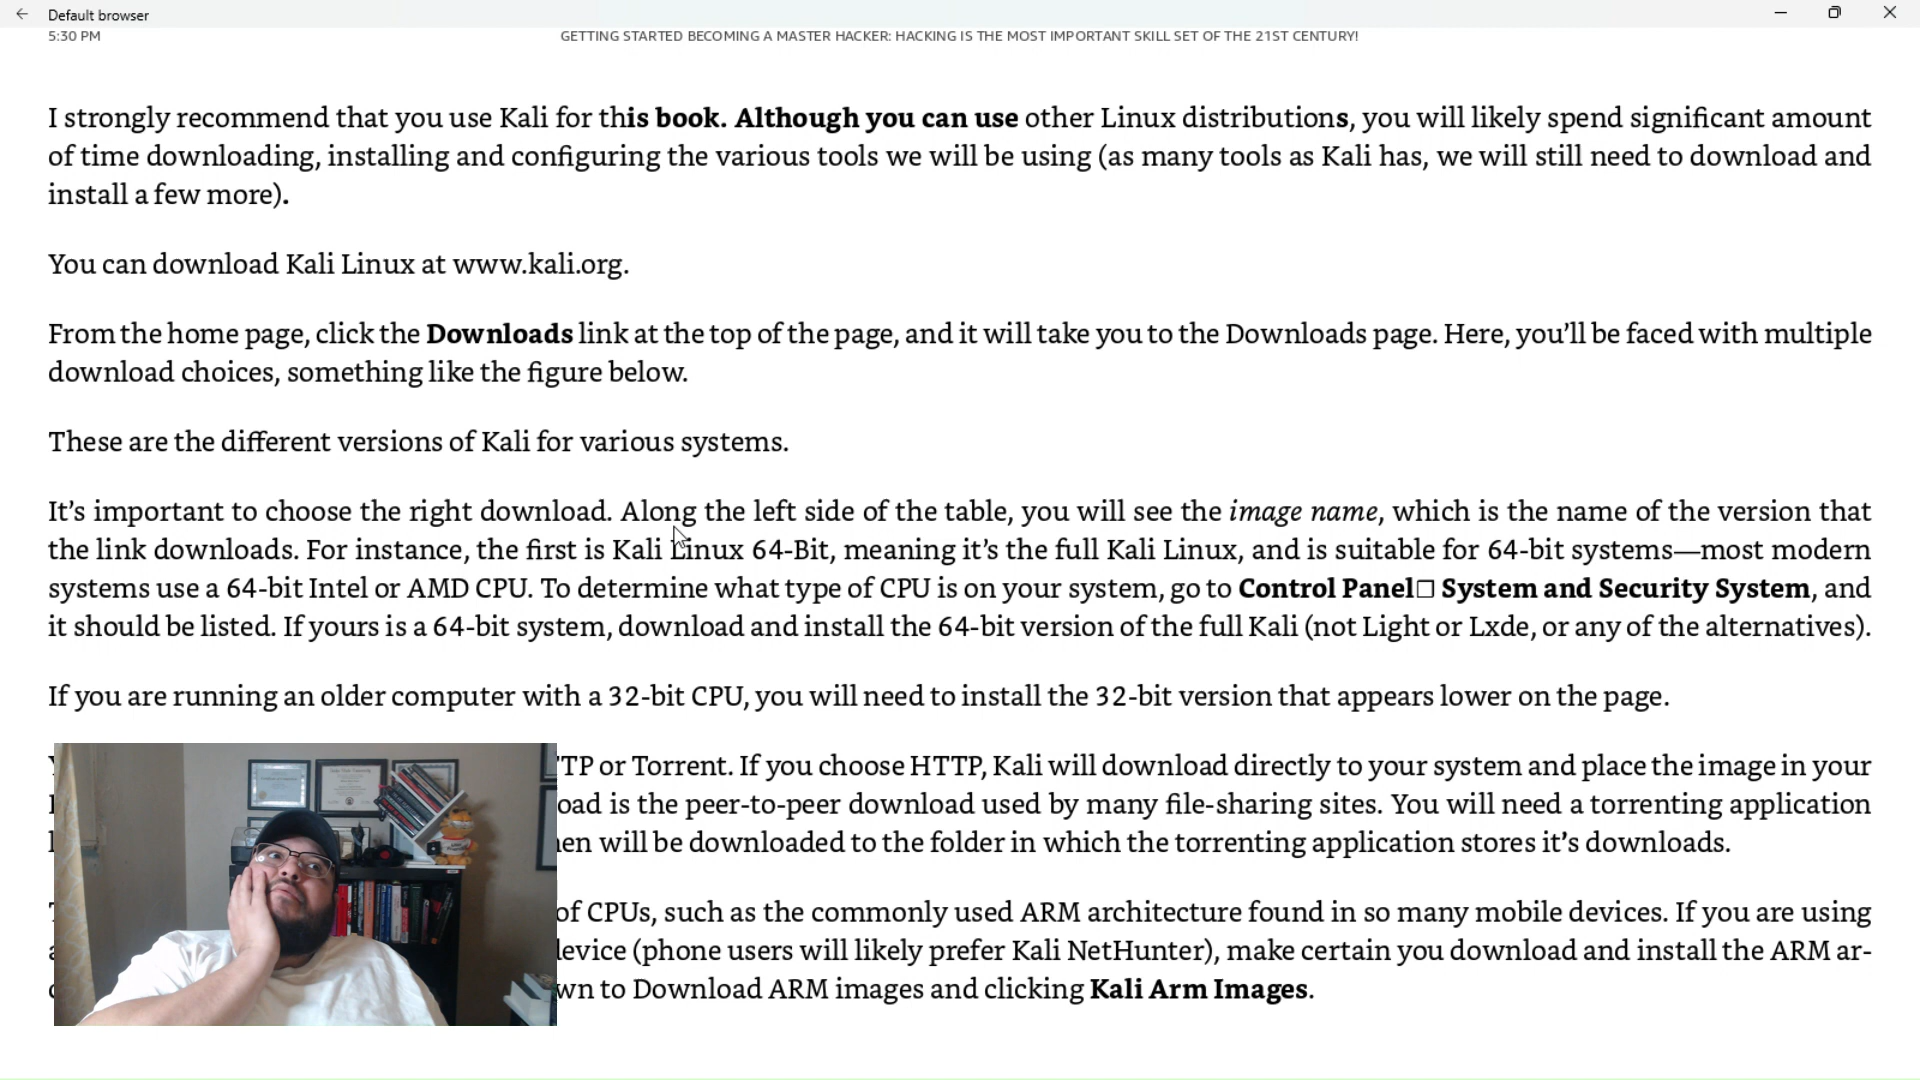 Default browser
5:30 PM
GETTING STARTED BECOMING A MASTER HACKER: HACKING IS THE MOST IMPORTANT SKILL SET OF THE 21ST CENTURY!
I strongly recommend that you use Kali for this book. Although you can use other Linux distributions, you will likely spend significant amount
of time downloading, installing and configuring the various tools we will be using (as many tools as Kali has, we will still need to download and
install a few more).
You can download Kali Linux at www.kali.org.
From the home page, click the Downloads link at the top of the page, and it will take you to the Downloads page. Here, you’ll be faced with multiple
download choices, something like the figure below.
These are the different versions of Kali for various systems.
It’s important to choose the right download. Along the left side of the table, you will see the image name, which is the name of the version that
the link downloads. For instance, the first is Kali Linux 64-Bit, meaning it’s the full Kali Linux, and is suitable for 64-bit systems—most modern
systems use a 64-bit Intel or AMD CPU. To determine what type of CPU is on your system, go to Control Panel□ System and Security System, and
it should be listed. If yours is a 64-bit system, download and install the 64-bit version of the full Kali (not Light or Lxde, or any of the alternatives).
If you are running an older computer with a 32-bit CPU, you will need to install the 32-bit version that appears lower on the page.
TP or Torrent. If you choose HTTP, Kali will download directly to your system and place the image in your
oad is the peer-to-peer download used by many file-sharing sites. You will need a torrenting application
en will be downloaded to the folder in which the torrenting application stores it’s downloads.
of CPUs, such as the commonly used ARM architecture found in so many mobile devices. If you are using
evice (phone users will likely prefer Kali NetHunter), make certain you download and install the ARM ar-
wn to Download ARM images and clicking Kali Arm Images.